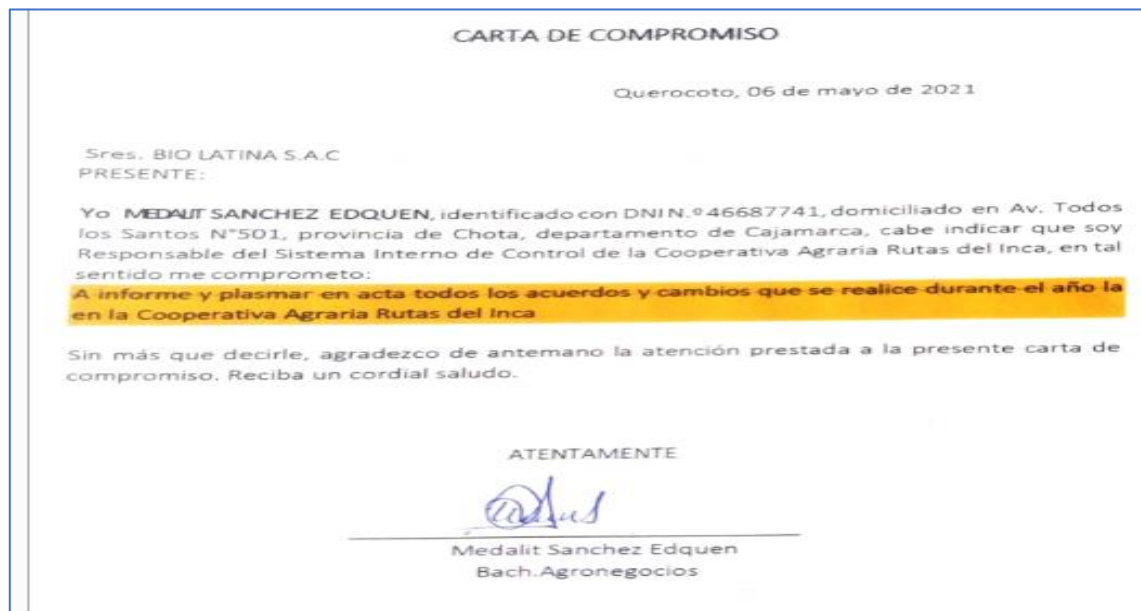 CARTA DE COMPROMISO
Querocoto, 06 de mayo de 2021
Sres. BIO LATINA S.A.C
PRESENTE:
Yo MEDALIT SANCHEZ EDQUEN, identificado con DNI N.º 46687741, domiciliado en Av. Todos
los Santos N°501, provincia de Chota, departamento de Cajamarca, cabe indicar que soy
Responsable del Sistema Interno de Control de la Cooperativa Agraria Rutas del Inca, en tal
sentido me comprometo:
A informe y plasmar en acta todos los acuerdos y cambios que se realice durante el año la
en la Cooperativa Agraria Rutas del Inca
Sin más que decirle, agradezco de antemano la atención prestada a la presente carta de
compromiso. Reciba un cordial saludo.
ATENTAMENTE
Medalit Sanchez Edquen
Bach.Agronegocios